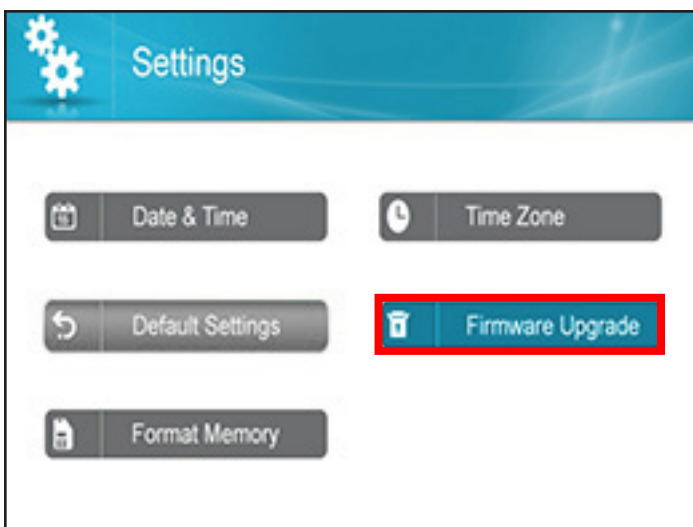 Settings
Date & Time
Time Zone
Default Settings
Firmware Upgrade
Format Memory